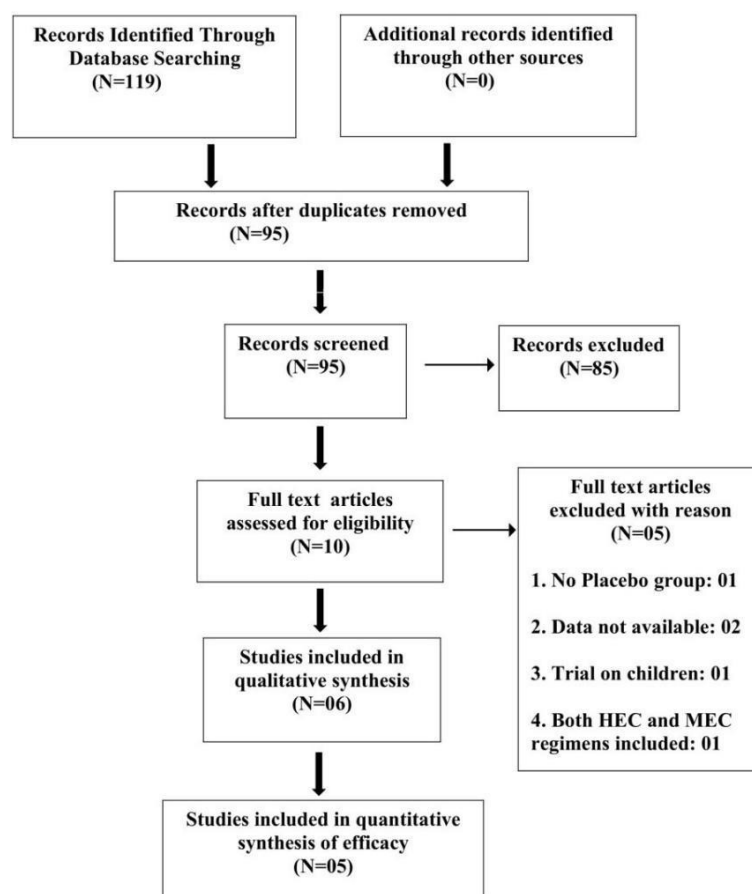 Records Identified Through
Database Searching
(N=119)
Additional records identified
through other sources
(N=0)
Records after duplicates removed
(N=95)
Records screened
(N=95)
Records excluded
(N=85)
Full text articles
assessed for eligibility
(N=10)
Full text articles
excluded with reason
(N=05)
1. No Placebo group: 01
2. Data not available: 02
3. Trial on children: 01
4. Both HEC and MEC
regimens included: 01
Studies included in
qualitative synthesis
(N=06)
Studies included in quantitative
synthesis of efficacy
(N=05)